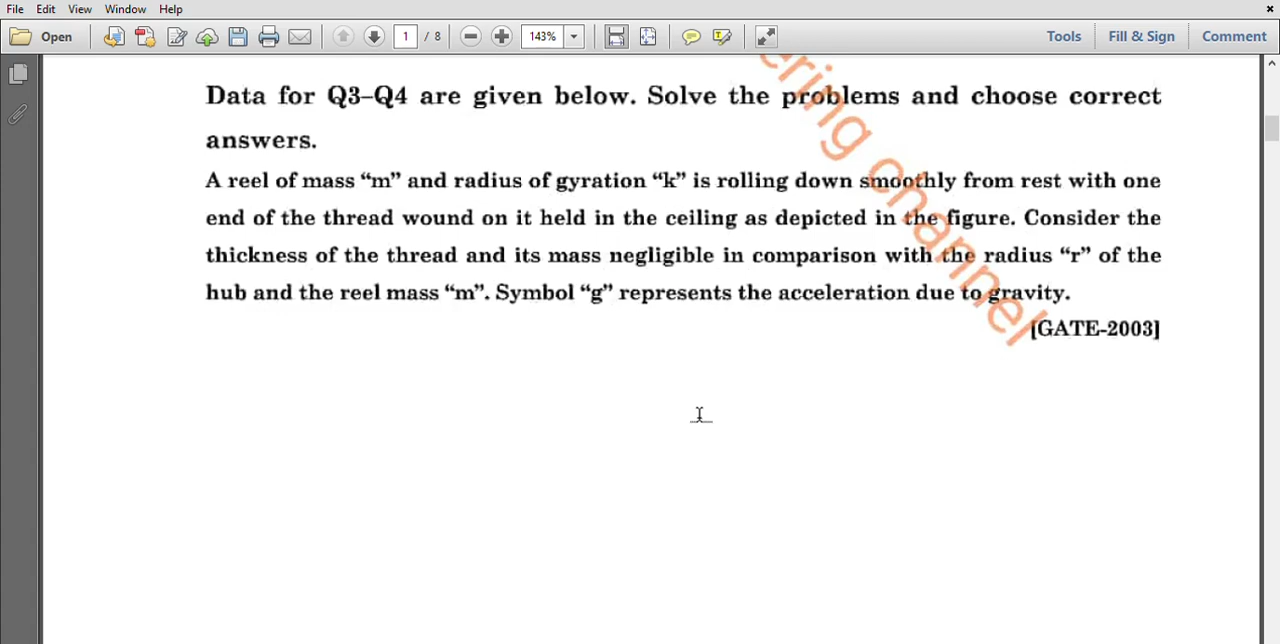 File Edit View Window Help
Open 1 / 8 143% Tools Fill & Sign Comment
Data for Q3–Q4 are given below. Solve the problems and choose correct
answers.
A reel of mass “m” and radius of gyration “k” is rolling down smoothly from rest with one
end of the thread wound on it held in the ceiling as depicted in the figure. Consider the
thickness of the thread and its mass negligible in comparison with the radius “r” of the
hub and the reel mass “m”. Symbol “g” represents the acceleration due to gravity.
[GATE-2003]
ering channel